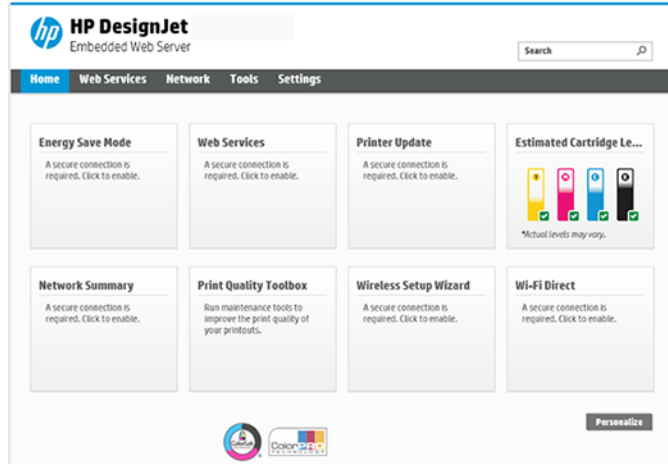 hp HP DesignJet
Embedded Web Server
Search
Home Web Services Network Tools Settings
Energy Save Mode
A secure connection is
required. Click to enable.
Web Services
A secure connection is
required. Click to enable.
Printer Update
A secure connection is
required. Click to enable.
Estimated Cartridge Le...
*Actual levels may vary.
Network Summary
A secure connection is
required. Click to enable.
Print Quality Toolbox
Run maintenance tools to
improve the print quality of
your printouts.
Wireless Setup Wizard
A secure connection is
required. Click to enable.
Wi-Fi Direct
A secure connection is
required. Click to enable.
Personalize
ColorPRO
TECHNOLOGY